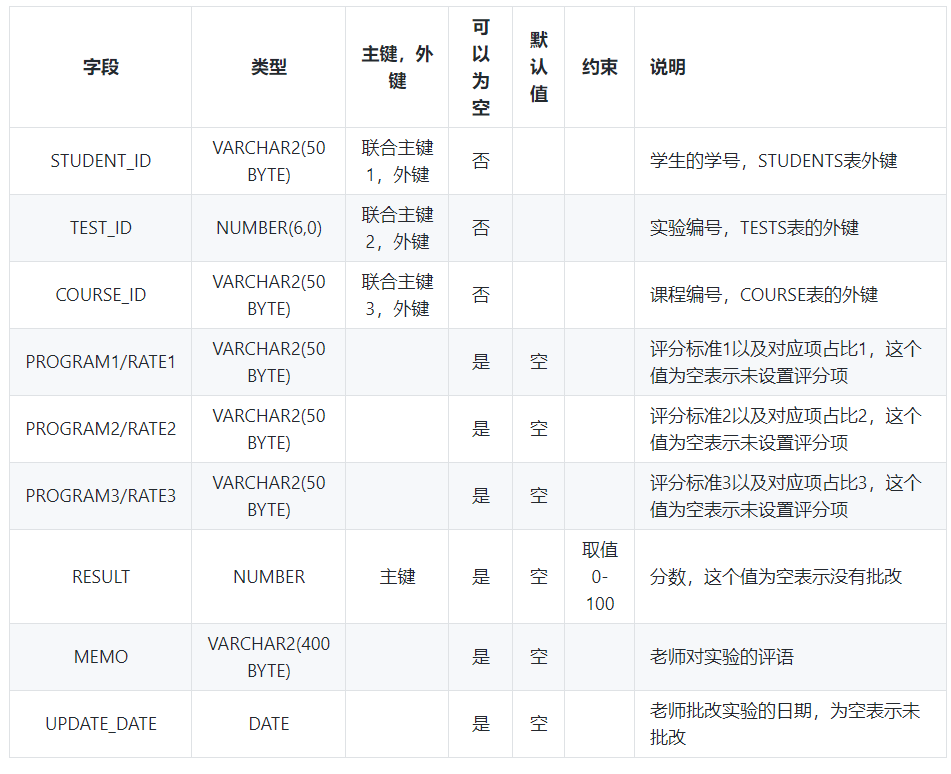 字段
类型
主键，外
键
可
以
为
空
默
认
值
约束
说明
STUDENT_ID
VARCHAR2(50
BYTE)
联合主键
1，外键
否
学生的学号，STUDENTS表外键
TEST_ID
NUMBER(6,0)
联合主键
2，外键
否
实验编号，TESTS表的外键
COURSE_ID
VARCHAR2(50
BYTE)
联合主键
3，外键
否
课程编号，COURSE表的外键
PROGRAM1/RATE1
VARCHAR2(50
BYTE)
是
空
评分标准1以及对应项占比1，这个
值为空表示未设置评分项
PROGRAM2/RATE2
VARCHAR2(50
BYTE)
是
空
评分标准2以及对应项占比2，这个
值为空表示未设置评分项
PROGRAM3/RATE3
VARCHAR2(50
BYTE)
是
空
评分标准3以及对应项占比3，这个
值为空表示未设置评分项
RESULT
NUMBER
主键
是
空
取值
0-
100
分数，这个值为空表示没有批改
MEMO
VARCHAR2(400
BYTE)
是
空
老师对实验的评语
UPDATE_DATE
DATE
是
空
老师批改实验的日期，为空表示未
批改